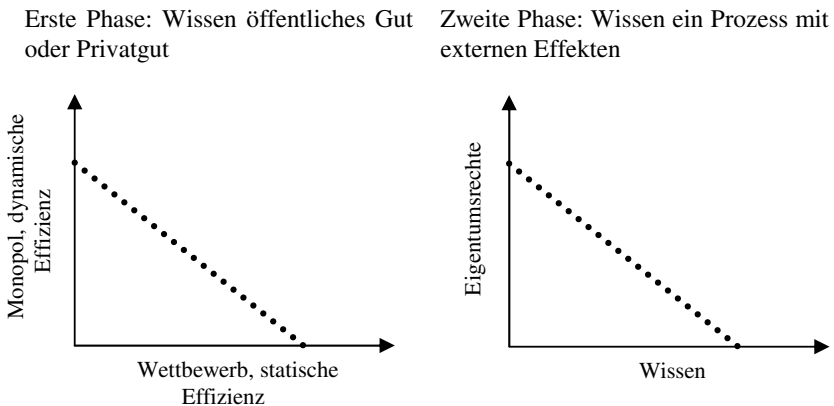 Erste Phase: Wissen öffentliches Gut
oder Privatgut
Zweite Phase: Wissen ein Prozess mit
externen Effekten
Monopol, dynamische
Effizienz
Wettbewerb, statische
Effizienz
Eigentumsrechte
Wissen